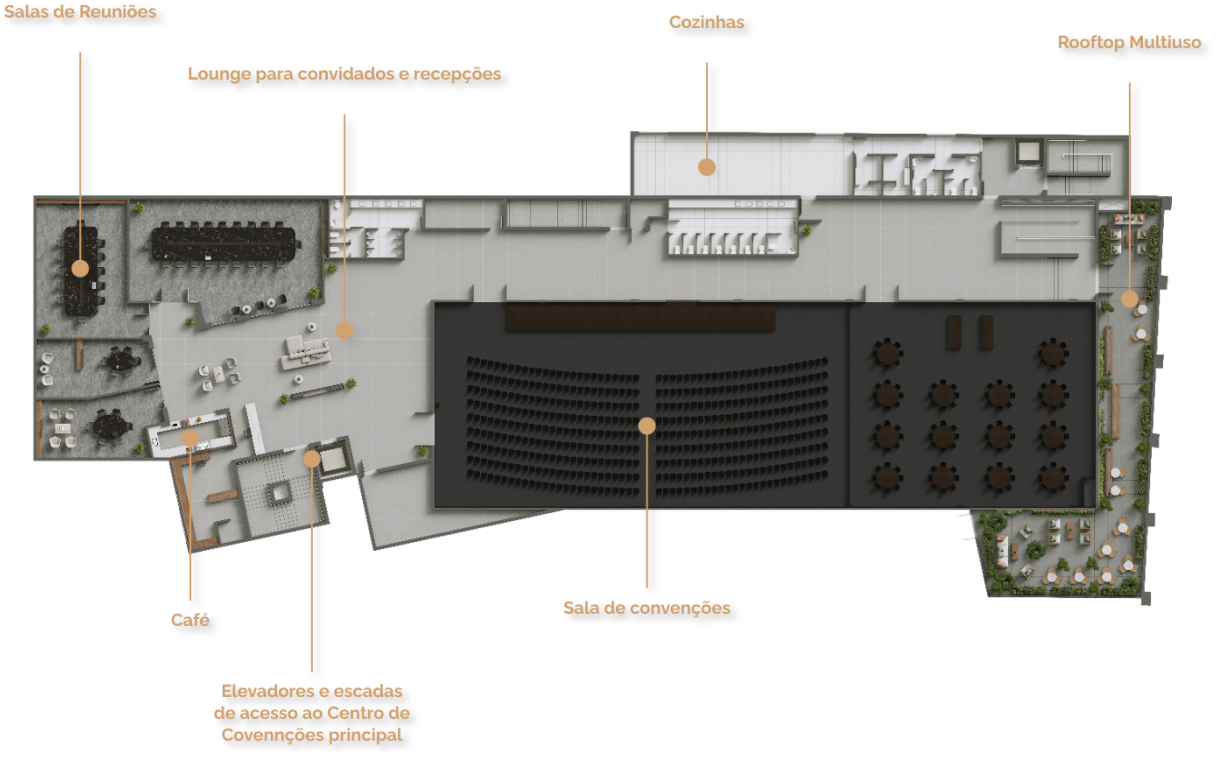 Salas de Reuniões
Cozinhas
Rooftop Multiuso
Lounge para convidados e recepções
Sala de convenções
Café
Elevadores e escadas
de acesso ao Centro de
Covennções principal